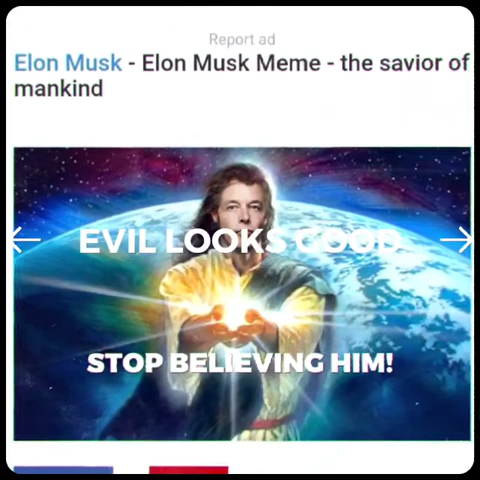 Report ad
Elon Musk - Elon Musk Meme - the savior of
mankind
EVIL LOOKS GOOD
STOP BELIEVING HIM!